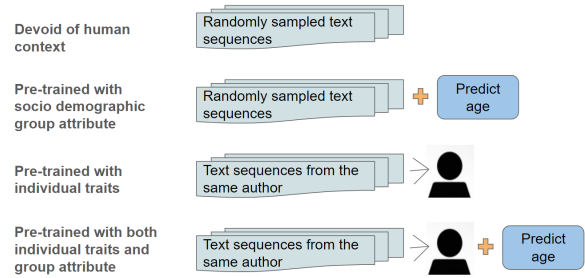 Devoid of human
context
Randomly sampled text
sequences
Pre-trained with
socio demographic
group attribute
Randomly sampled text
sequences
Predict
age
Pre-trained with
individual traits
Text sequences from the
same author
Pre-trained with both
individual traits and
group attribute
Text sequences from the
same author
Predict
age